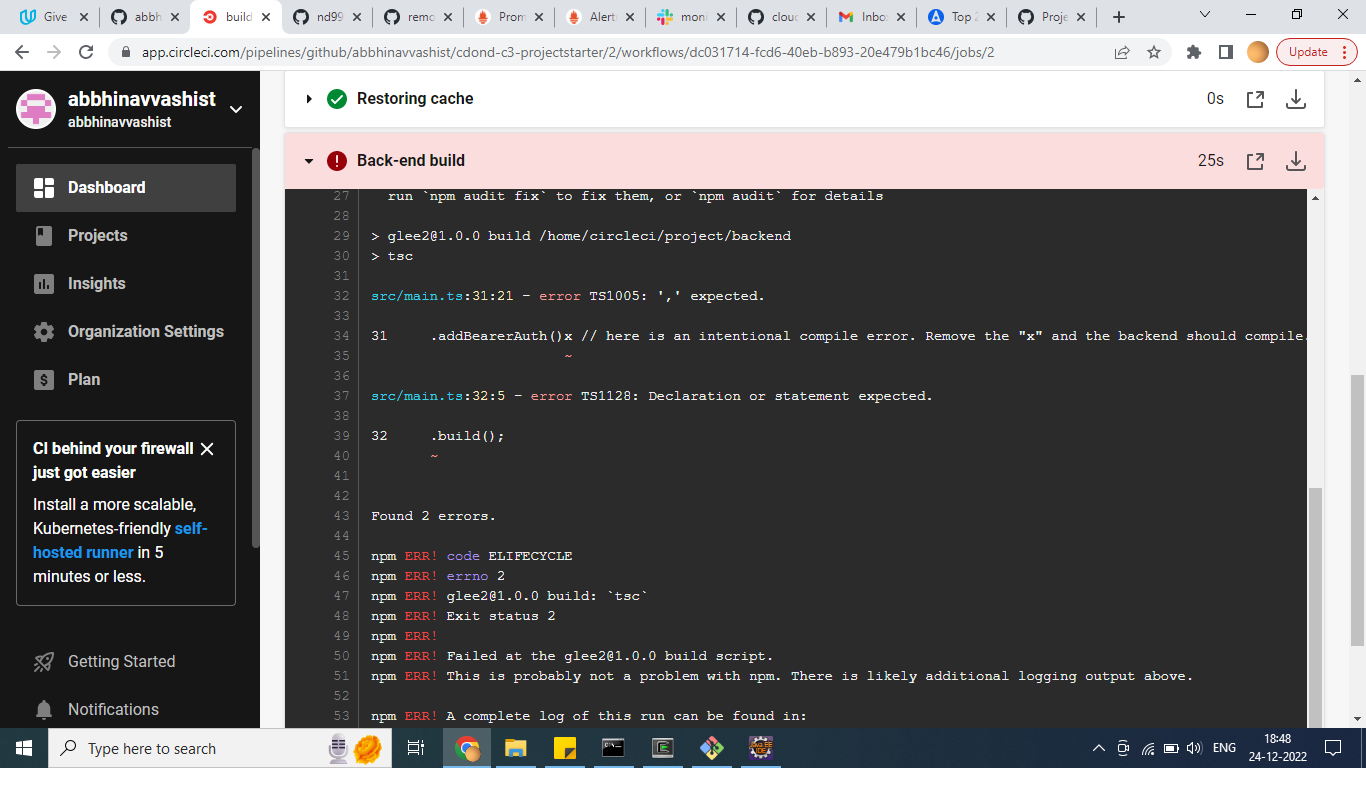 Give
abbh
build
nd99
remo
Prom
Alert
moni
clouc
Inbo
Top
Proje
app.circleci.com/pipelines/github/abbhinavvashist/cdond-c3-projectstarter/2/workflows/dc031714-fcd6-40eb-b893-20e479b1bc46/jobs/2
Update
abbhinavvashist
abbhinavvashist
Dashboard
Projects
Insights
Organization Settings
Plan
CI behind your firewall
just got easier
Install a more scalable,
Kubernetes-friendly self-
hosted runner in 5
minutes or less.
Getting Started
Notifications
Restoring cache 0s
Back-end build 25s
27 run `npm audit fix` to fix them, or `npm audit` for details
28
29 > glee2@1.0.0 build /home/circleci/project/backend
30 > tsc
31
32 src/main.ts:31:21 - error TS1005: ',' expected.
33
34 31 .addBearerAuth()x // here is an intentional compile error. Remove the "x" and the backend should compile.
35 ~
36
37 src/main.ts:32:5 - error TS1128: Declaration or statement expected.
38
39 32 .build();
40 ~
41
42
43 Found 2 errors.
44
45 npm ERR! code ELIFECYCLE
46 npm ERR! errno 2
47 npm ERR! glee2@1.0.0 build: `tsc`
48 npm ERR! Exit status 2
49 npm ERR!
50 npm ERR! Failed at the glee2@1.0.0 build script.
51 npm ERR! This is probably not a problem with npm. There is likely additional logging output above.
52
53 npm ERR! A complete log of this run can be found in:
Type here to search
ENG
18:48
24-12-2022